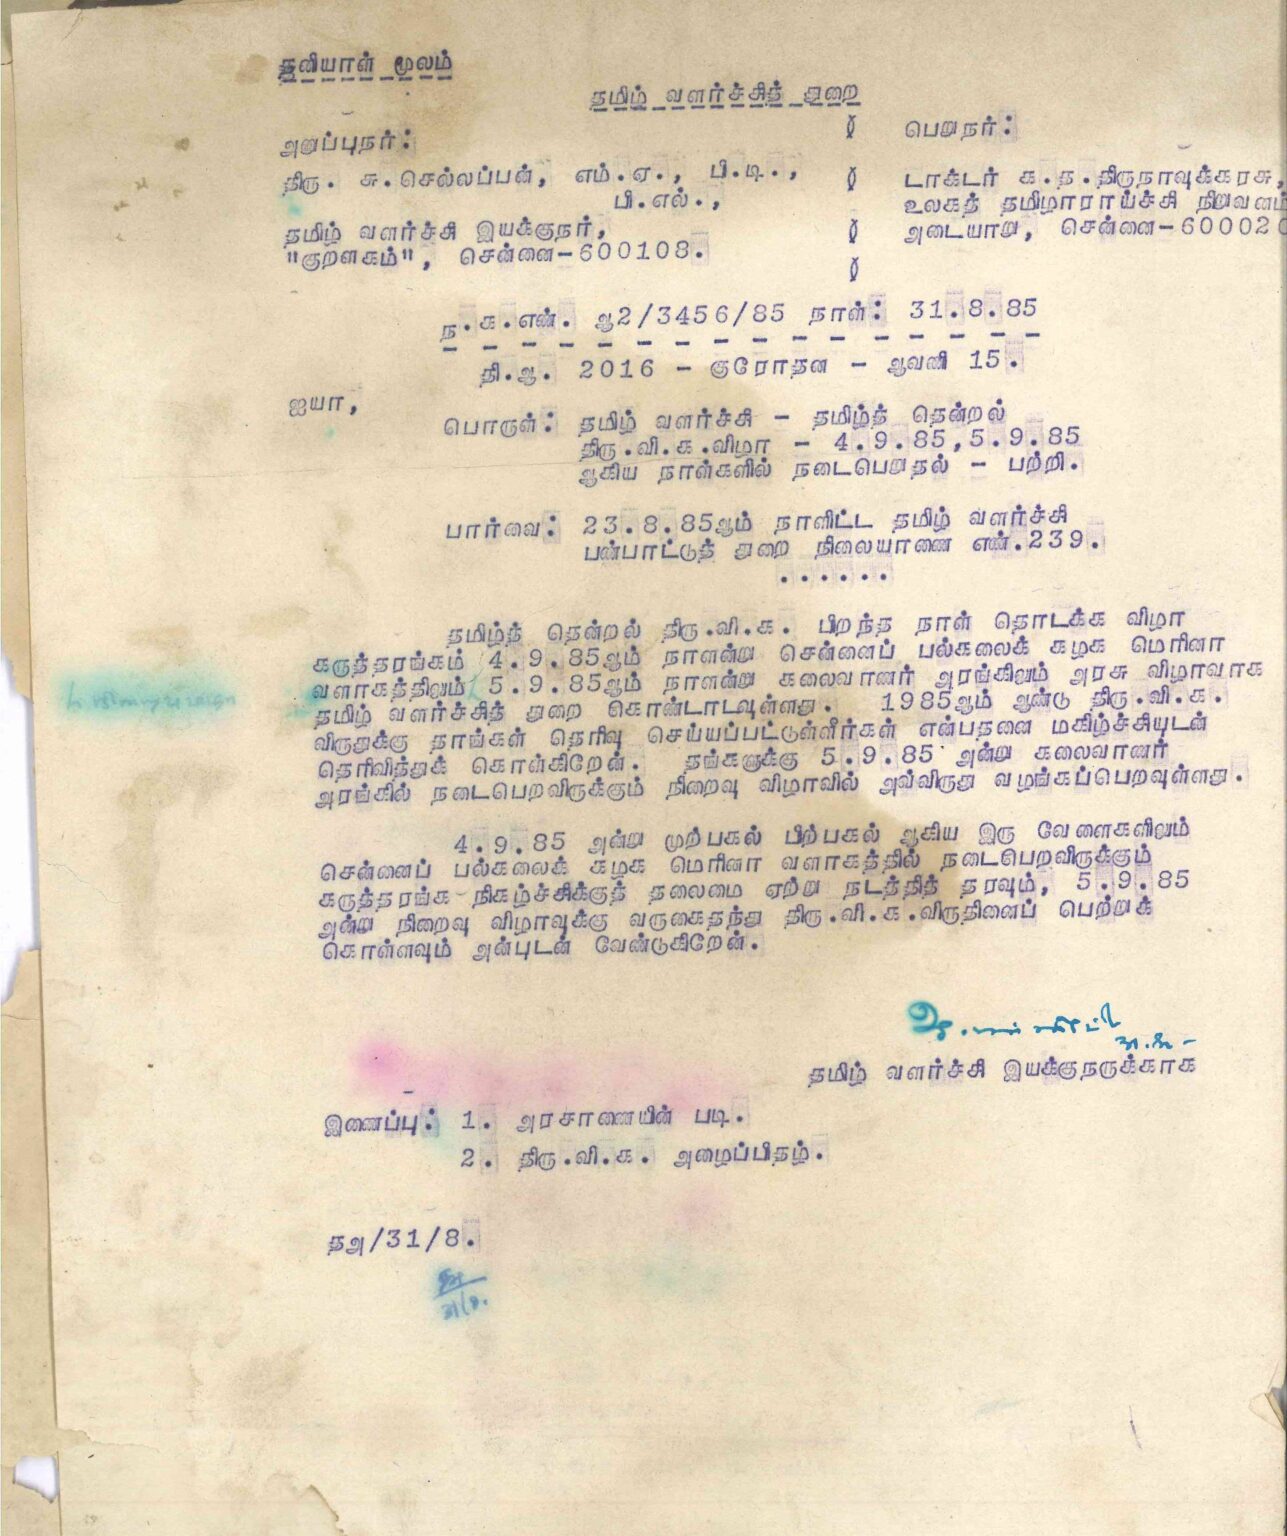 தனியாள் மூலம்
தமிழ் வளர்ச்சித் துறை
அனுப்புநர்:
பெறுநர்:
திரு. சு.செல்லப்பன், எம்.ஏ., பி.டி.,
பி.எல்.,
தமிழ் வளர்ச்சி இயக்குநர்,
"குறளகம்", சென்னை-600108.
டாக்டர் க.த.திருநாவுக்கரசு,
உலகத் தமிழாராய்ச்சி நிறுவனம்
அடையாறு, சென்னை-600020
ந.க.எண். ஆ2/3456/85 நாள்: 31.8.85
தி.ஆ. 2016 - குரோதன - ஆவணி 15.
ஐயா,
பொருள்: தமிழ் வளர்ச்சி - தமிழ்த் தென்றல்
திரு.வி.க.விழா - 4.9.85,5.9.85
ஆகிய நாள்களில் நடைபெறுதல் - பற்றி.
பார்வை: 23.8.85ஆம் நாளிட்ட தமிழ் வளர்ச்சி
பண்பாட்டுத் துறை நிலையாணை எண்.239.
......
தமிழ்த் தென்றல் திரு.வி.க. பிறந்த நாள் தொடக்க விழா
கருத்தரங்கம் 4.9.85ஆம் நாளன்று சென்னைப் பல்கலைக் கழக மெரினா
வளாகத்திலும் 5.9.85ஆம் நாளன்று கலைவாணர் அரங்கிலும் அரசு விழாவாக
தமிழ் வளர்ச்சித் துறை கொண்டாடவுள்ளது. 1985ஆம் ஆண்டு திரு.வி.க.
விருதுக்கு தாங்கள் தெரிவு செய்யப்பட்டுள்ளீர்கள் என்பதனை மகிழ்ச்சியுடன்
தெரிவித்துக் கொள்கிறேன். தங்களுக்கு 5.9.85 அன்று கலைவாணர்
அரங்கில் நடைபெறவிருக்கும் நிறைவு விழாவில் அவ்விருது வழங்கப்பெறவுள்ளது.
4.9.85 அன்று முற்பகல் பிற்பகல் ஆகிய இரு வேளைகளிலும்
சென்னைப் பல்கலைக் கழக மெரினா வளாகத்தில் நடைபெறவிருக்கும்
கருத்தரங்க நிகழ்ச்சிக்குத் தலைமை ஏற்று நடத்தித் தரவும், 5.9.85
அன்று நிறைவு விழாவுக்கு வருகைதந்து திரு.வி.க.விருதினைப் பெற்றுக்
கொள்ளவும் அன்புடன் வேண்டுகிறேன்.
தமிழ் வளர்ச்சி இயக்குநருக்காக
இணைப்பு: 1. அரசாணையின் படி.
2. திரு.வி.க. அழைப்பிதழ்.
தஅ/31/8.
31/8.